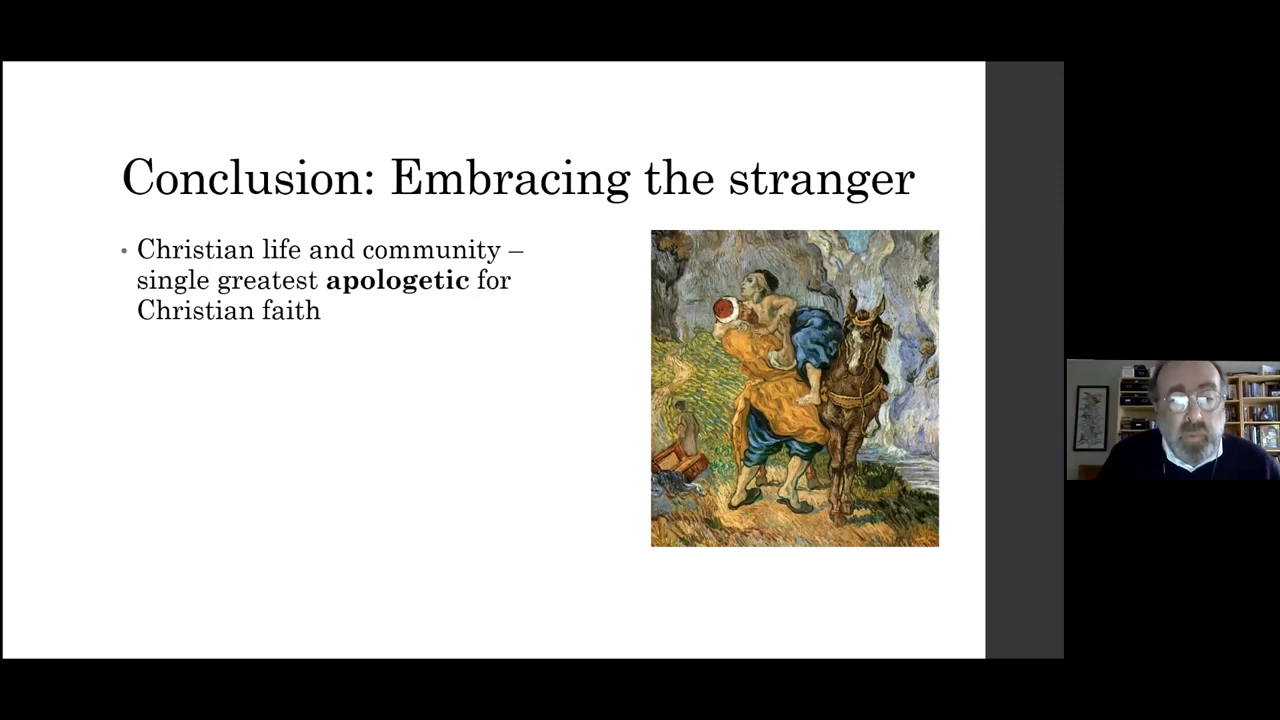 Conclusion: Embracing the stranger
• Christian life and community –
single greatest apologetic for
Christian faith